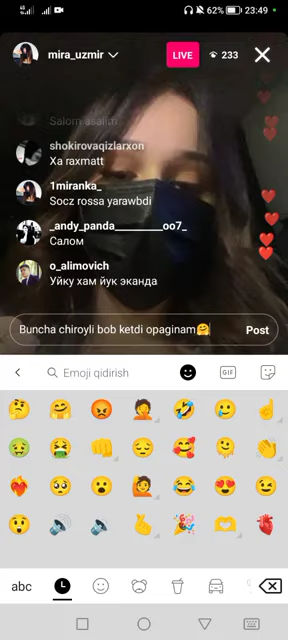 62% 23:49
mira_uzmir LIVE 233
Salom asalim
shokirovaqizlarxon
Xa raxmatt
1miranka_
Socz rossa yarawbdi
Салом
o_alimovich
Уйку хам йук эканда
Buncha chiroyli bob ketdi opaginam🤗 Post
Emoji qidirish GIF
abc